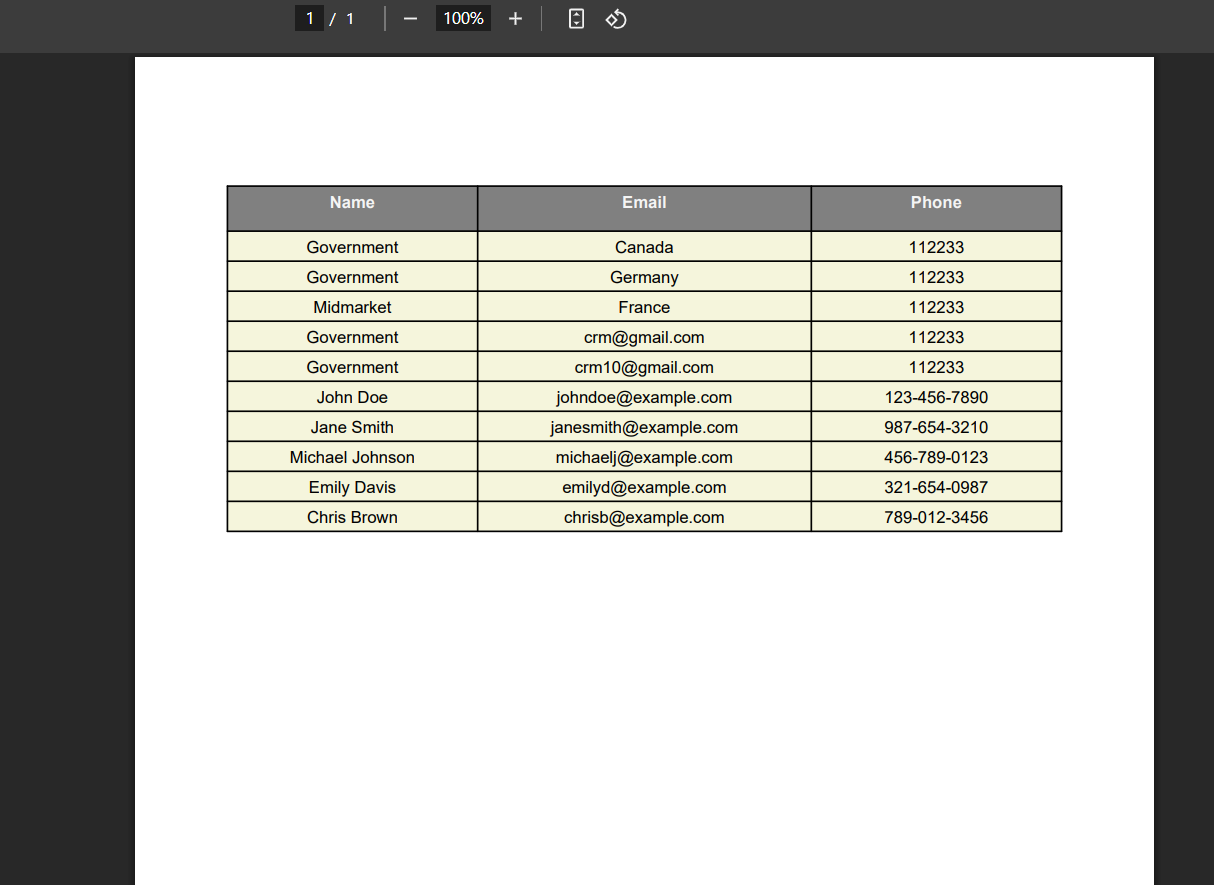 1 / 1 — 100% +
Name Email Phone
Government Canada 112233
Government Germany 112233
Midmarket France 112233
Government crm@gmail.com 112233
Government crm10@gmail.com 112233
John Doe johndoe@example.com 123-456-7890
Jane Smith janesmith@example.com 987-654-3210
Michael Johnson michaelj@example.com 456-789-0123
Emily Davis emilyd@example.com 321-654-0987
Chris Brown chrisb@example.com 789-012-3456